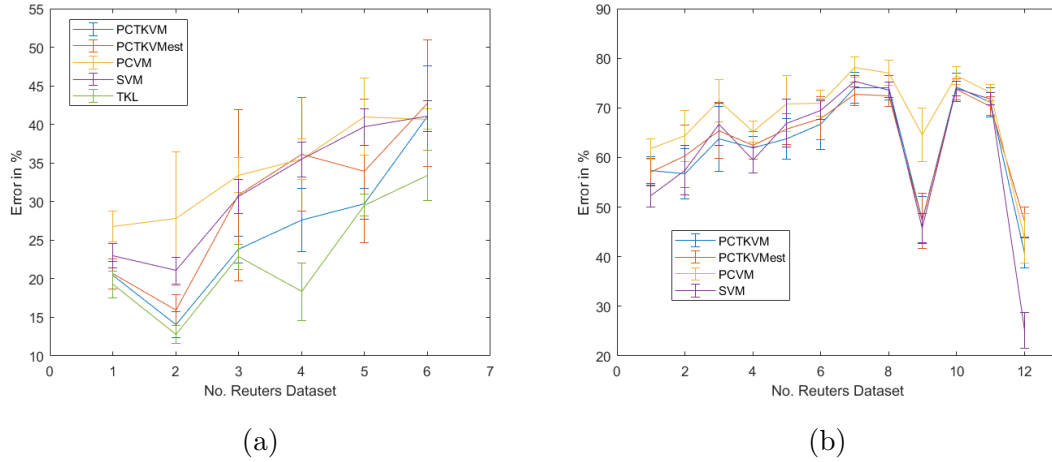 55
50
45
40
35
30
25
20
15
10
Error in %
PCTKVM
PCTKVMest
PCVM
SVM
TKL
0 1 2 3 4 5 6 7
No. Reuters Dataset
(a)
90
80
70
60
50
40
30
20
Error in %
PCTKVM
PCTKVMest
PCVM
SVM
0 2 4 6 8 10 12
No. Reuters Dataset
(b)